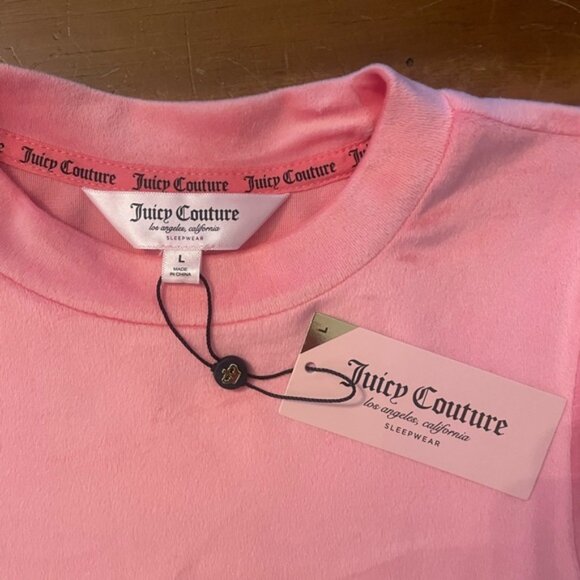 Juicy Couture
Juicy Couture
Juicy Couture
Juicy Couture
los angeles, california
SLEEPWEAR
L
MADE
IN CHINA
L
Juicy Couture
los angeles, california
SLEEPWEAR